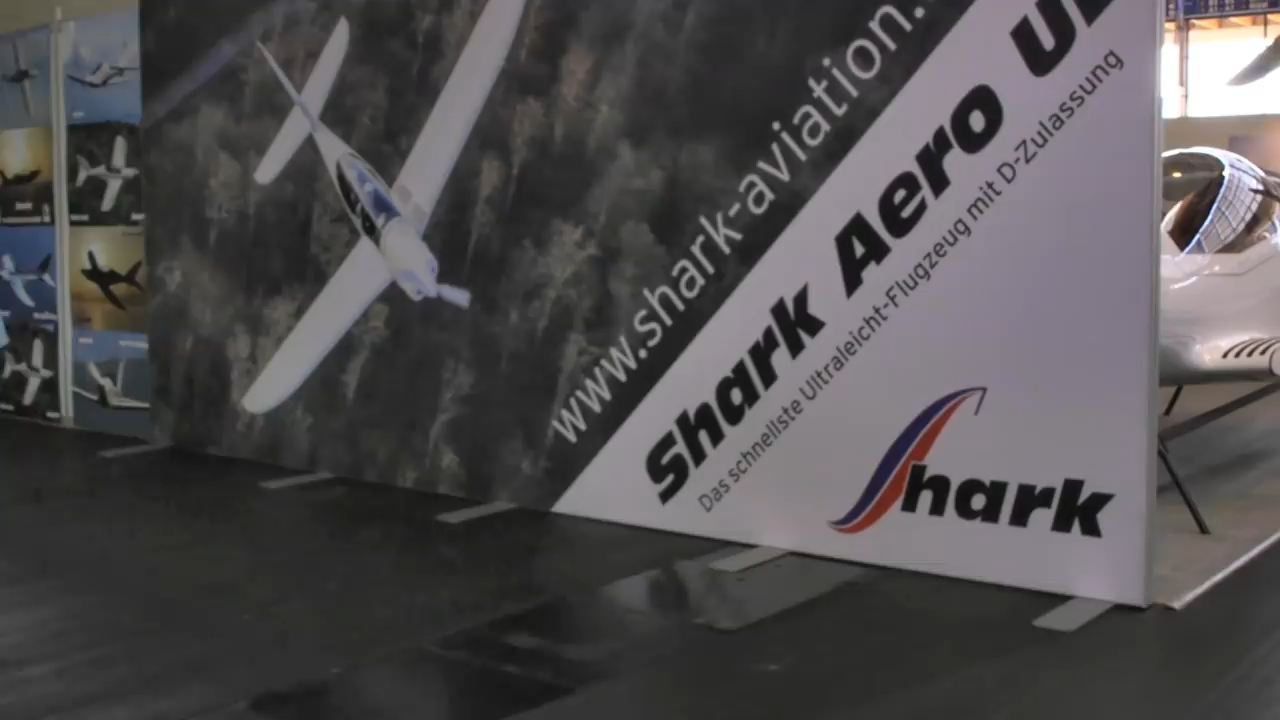 www.shark-aviation.
Shark Aero
Das schnellste Ultraleicht-Flugzeug mit D-Zulassung
Shark